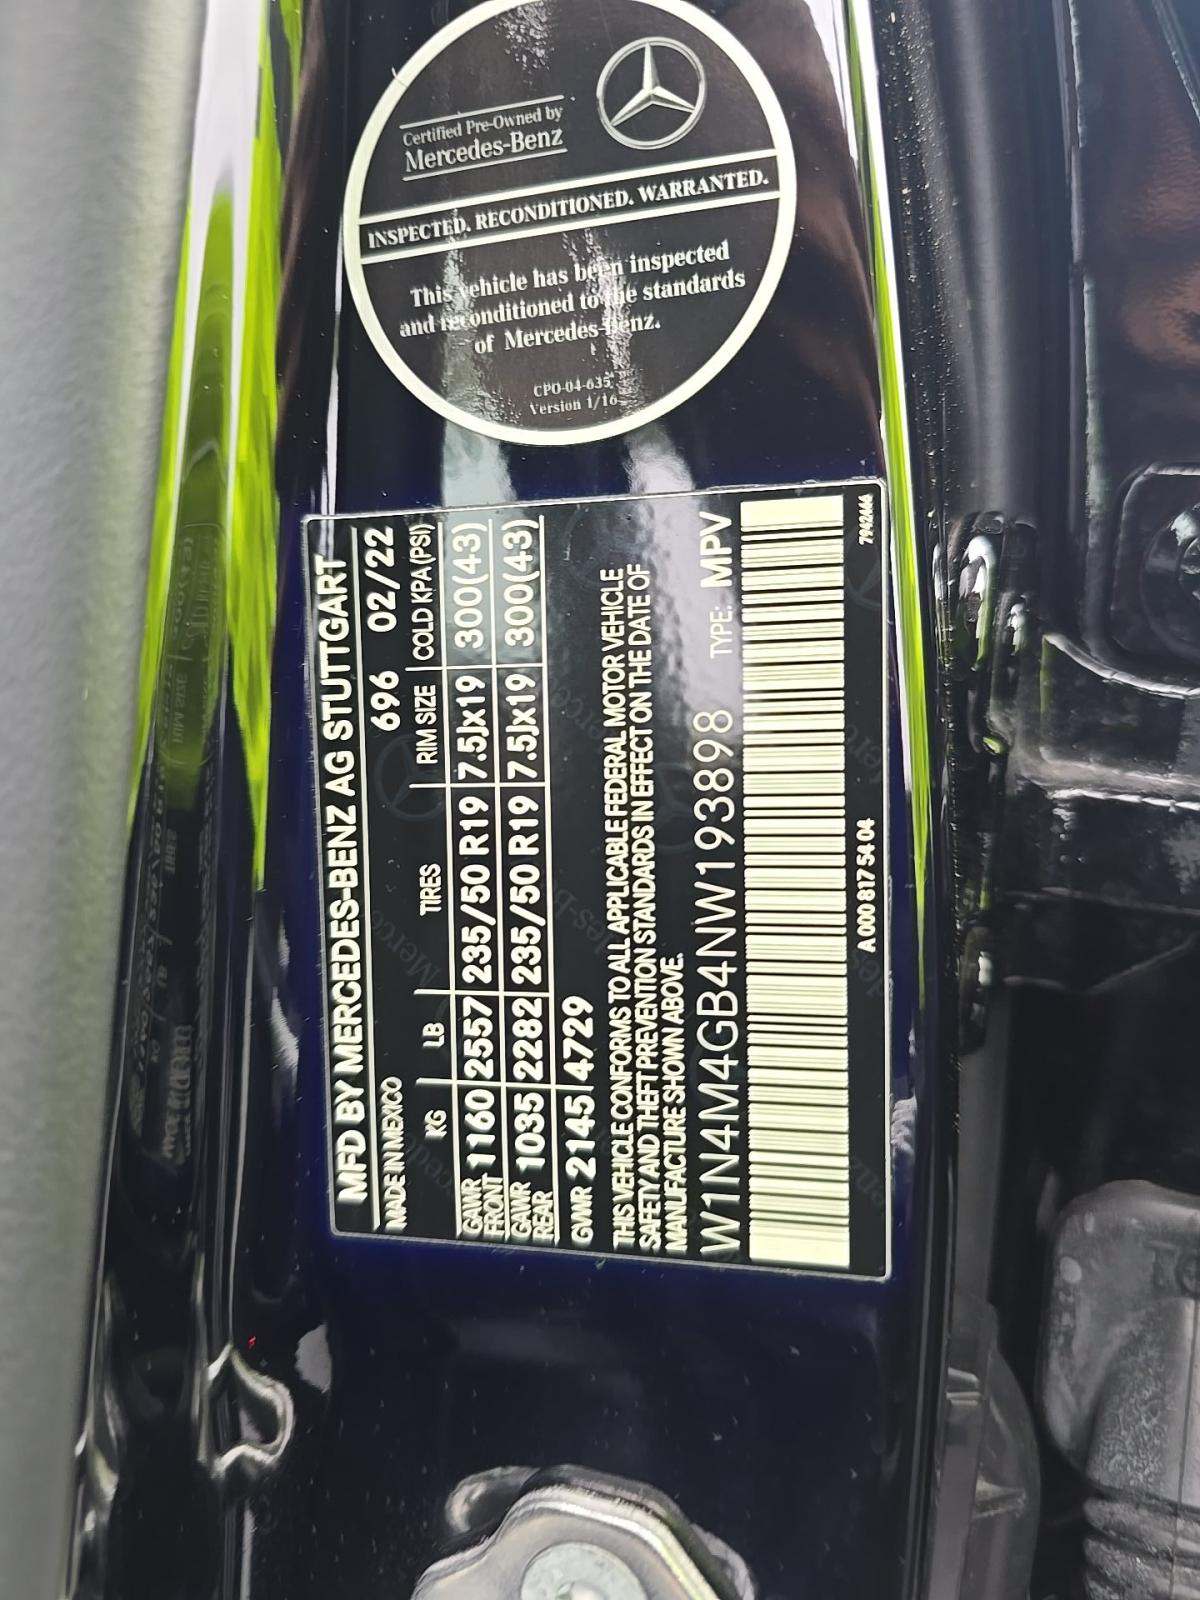 Certified Pre-Owned by
Mercedes-Benz
INSPECTED. RECONDITIONED. WARRANTED.
This vehicle has been inspected
and reconditioned to the standards
of Mercedes-Benz.
CPO-04-635
Version 1/16
MFD BY MERCEDES-BENZ AG STUTTGART
MADE IN MEXICO 696 02/22
KG LB TIRES RIM SIZE COLD KPA (PSI)
GAWR FRONT 1160 2557 235/50 R19 7.5Jx19 300(43)
GAWR REAR 1035 2282 235/50 R19 7.5Jx19 300(43)
GVWR 2145 4729
THIS VEHICLE CONFORMS TO ALL APPLICABLE FEDERAL MOTOR VEHICLE
SAFETY AND THEFT PREVENTION STANDARDS IN EFFECT ON THE DATE OF
MANUFACTURE SHOWN ABOVE.
W1N4M4GB4NW193898 TYPE: MPV
A 000 817 54 04